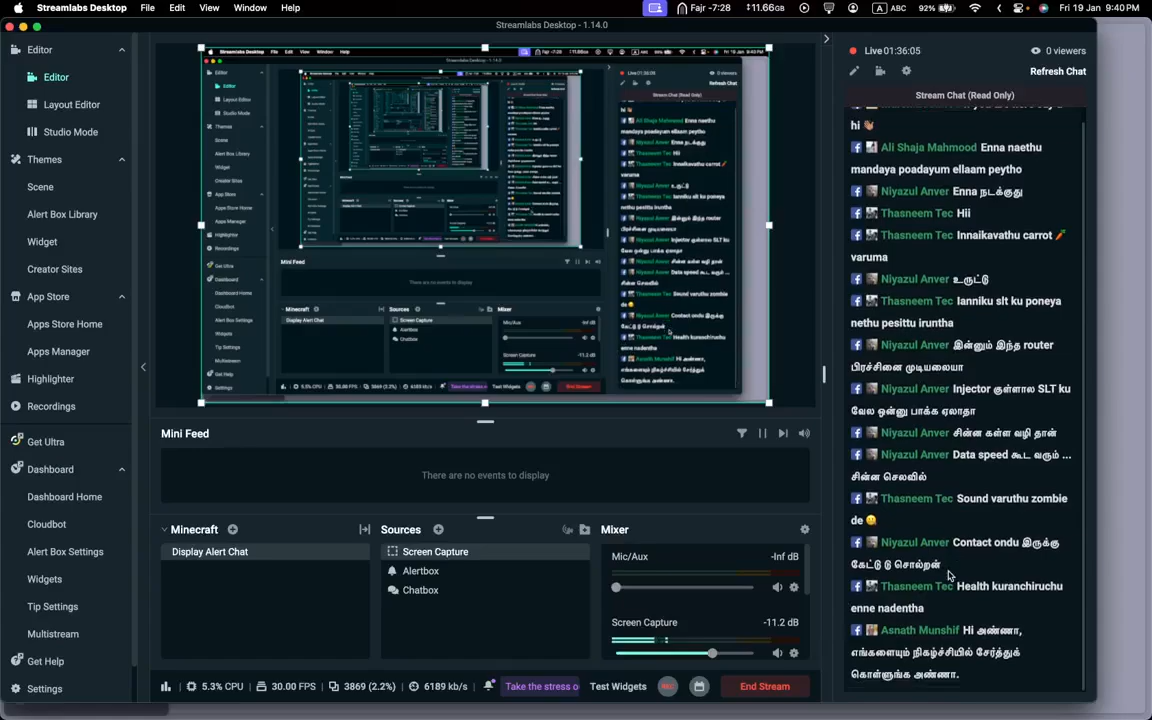 Streamlabs Desktop File Edit View Window Help
Fajr -7:28 11.66GB ABC 92% Fri 19 Jan 9:40 PM
Streamlabs Desktop - 1.14.0
Editor
Editor
Layout Editor
Studio Mode
Themes
Scene
Alert Box Library
Widget
Creator Sites
App Store
Apps Store Home
Apps Manager
Highlighter
Recordings
Get Ultra
Dashboard
Dashboard Home
Cloudbot
Alert Box Settings
Widgets
Tip Settings
Multistream
Get Help
Settings
Mini Feed
There are no events to display
Minecraft
Display Alert Chat
Sources
Screen Capture
Alertbox
Chatbox
Mixer
Mic/Aux -Inf dB
Screen Capture -11.2 dB
5.3% CPU 30.00 FPS 3869 (2.2%) 6189 kb/s Take the stress o Test Widgets REC End Stream
Live 01:36:05 0 viewers
Refresh Chat
Stream Chat (Read Only)
hi 👋🏽
Ali Shaja Mahmood Enna naethu
mandaya poadayum ellaam peytho
Niyazul Anver Enna நடக்குது
Thasneem Tec Hii
Thasneem Tec Innaikavathu carrot 🥕
varuma
Niyazul Anver உருட்டு
Thasneem Tec Ianniku slt ku poneya
nethu pesittu iruntha
Niyazul Anver இன்னும் இந்த router
பிரச்சினை முடியலையா
Niyazul Anver Injector குள்ளால SLT ku
வேல ஒன்னு பாக்க ஏலாதா
Niyazul Anver சின்ன கள்ள வழி தான்
Niyazul Anver Data speed கூட வரும் ...
சின்ன செலவில்
Thasneem Tec Sound varuthu zombie
de
Niyazul Anver Contact ondu இருக்கு
கேட்டு டு சொல்றன்
Thasneem Tec Health kuranchiruchu
enne nadentha
Asnath Munshif Hi அண்ணா,
எங்களையும் நிகழ்ச்சியில் சேர்த்துக்
கொள்ளுங்க அண்ணா.